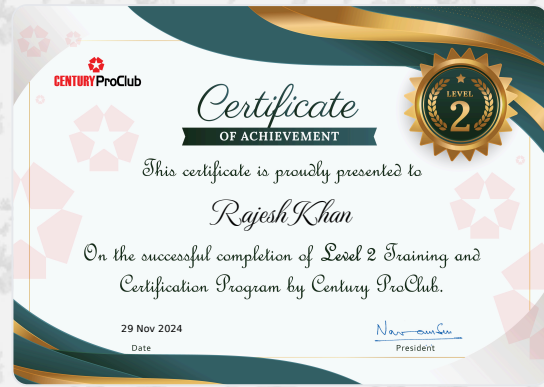 CENTURY ProClub
Certificate
OF ACHIEVEMENT
LEVEL
2
This certificate is proudly presented to
Rajesh Khan
On the successful completion of Level 2 Training and
Certification Program by Century ProClub.
29 Nov 2024
Date
President